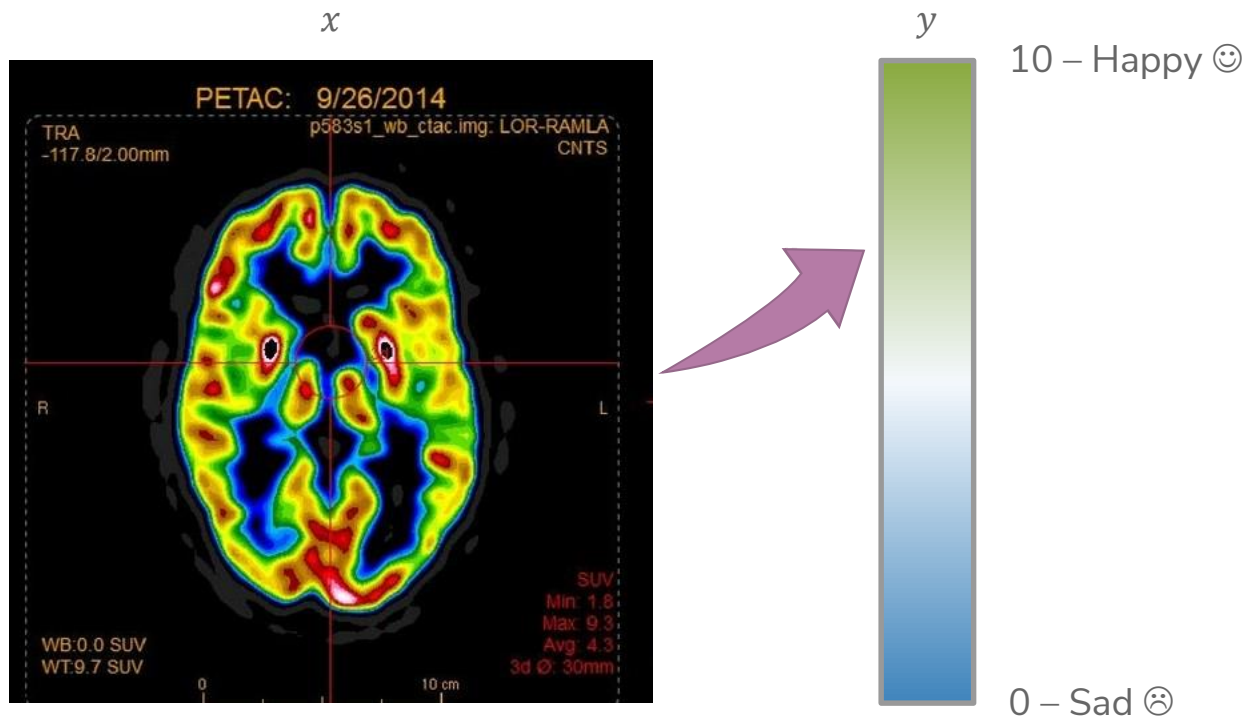 x
y
10 – Happy ☺
PETAC: 9/26/2014
TRA
p583s1_wb_ctac.img: LOR-RAMLA
-117.8/2.00mm
CNTS
R
L
SUV
Min: 1.8
Max: 9.3
Avg: 4.3
3d Ø: 30mm
WB:0.0 SUV
WT:9.7 SUV
0
10 cm
0 – Sad ☹